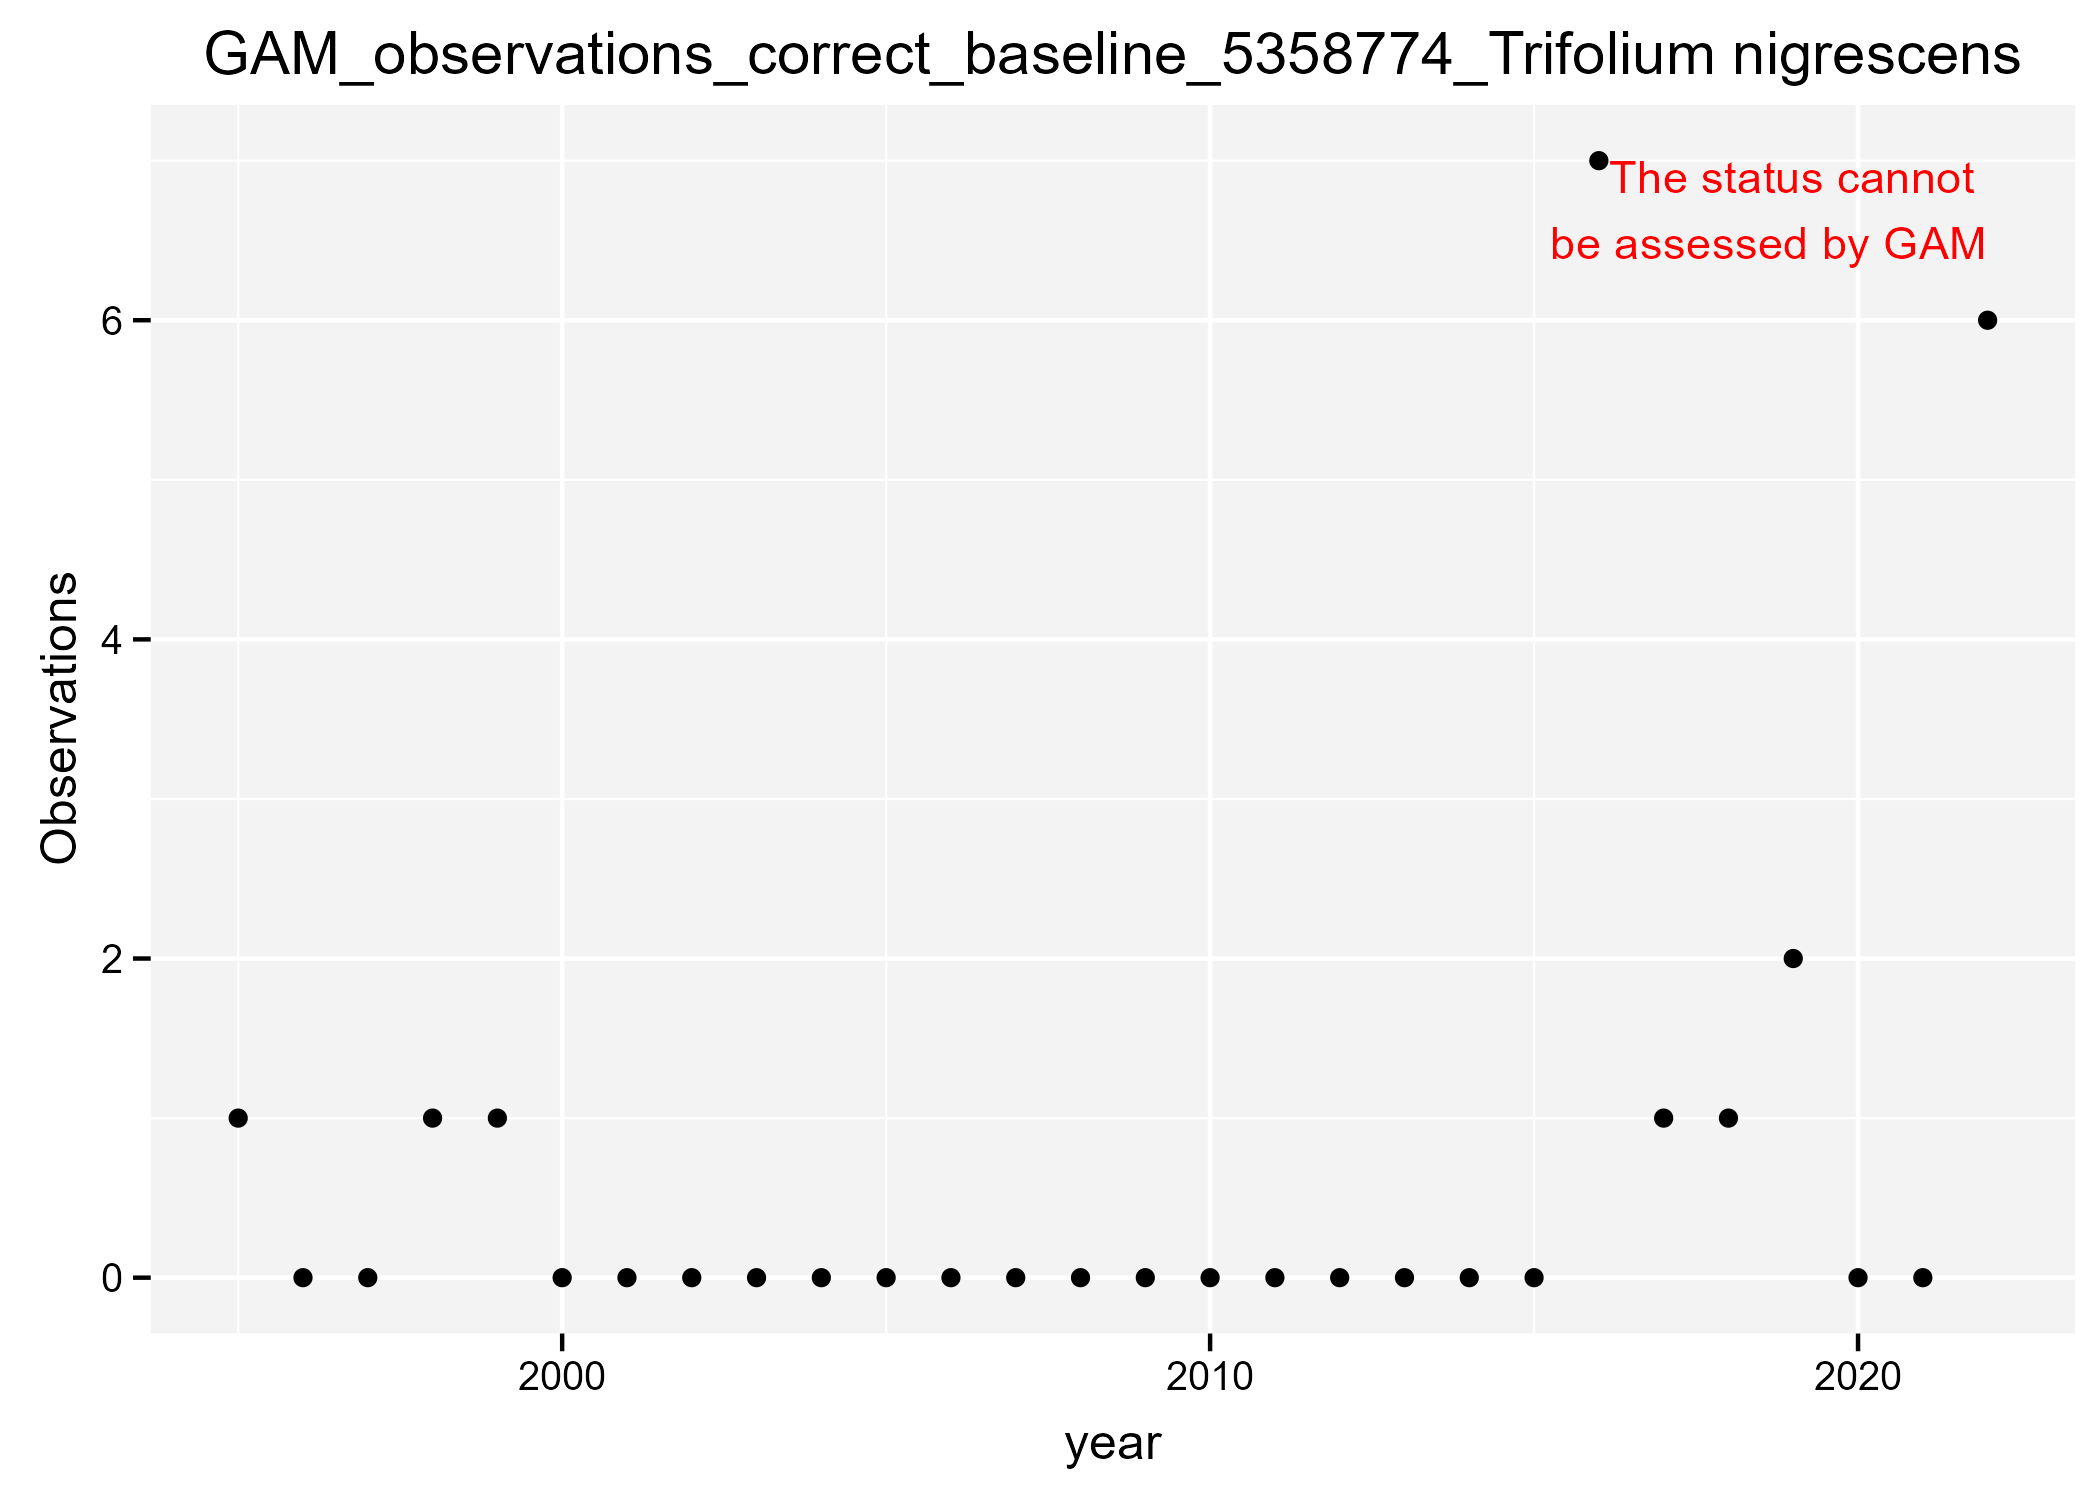 GAM_observations_correct_baseline_5358774_Trifolium nigrescens
The status cannot
be assessed by GAM
6
4
2
0
Observations
2000 2010 2020
year